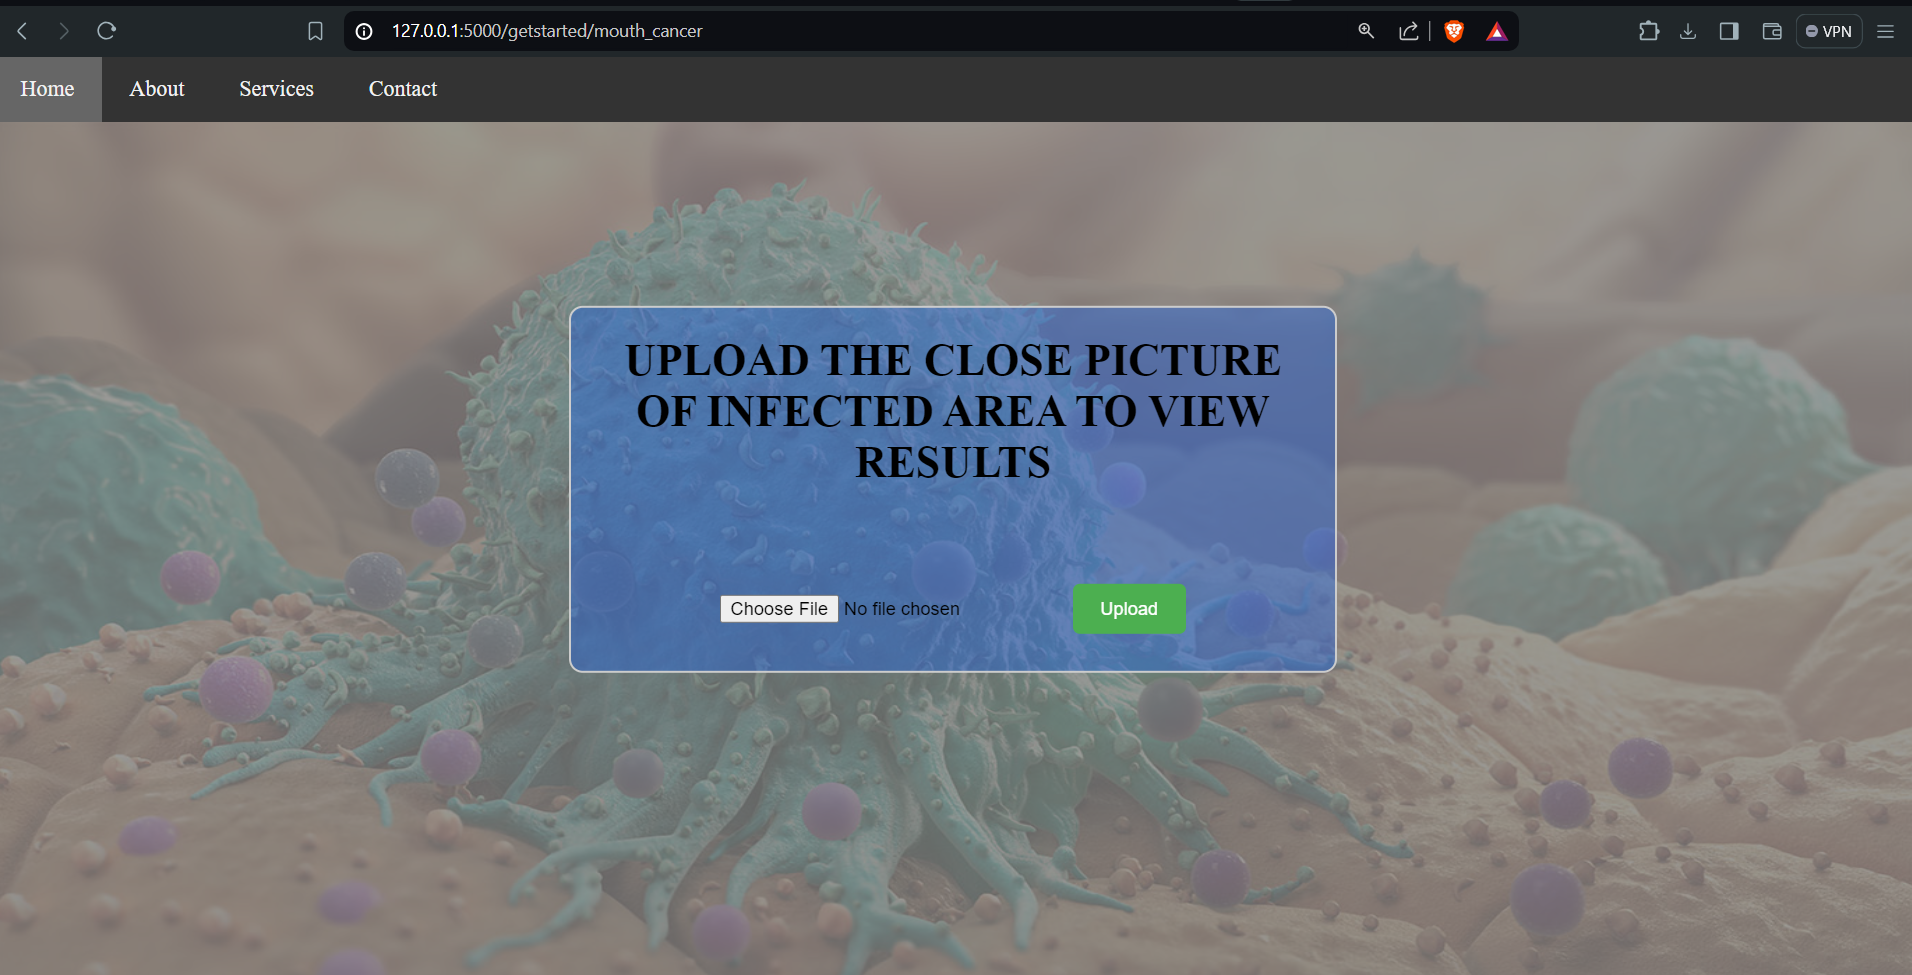 127.0.0.1:5000/getstarted/mouth_cancer
VPN
Home About Services Contact
UPLOAD THE CLOSE PICTURE
OF INFECTED AREA TO VIEW
RESULTS
Choose File No file chosen Upload